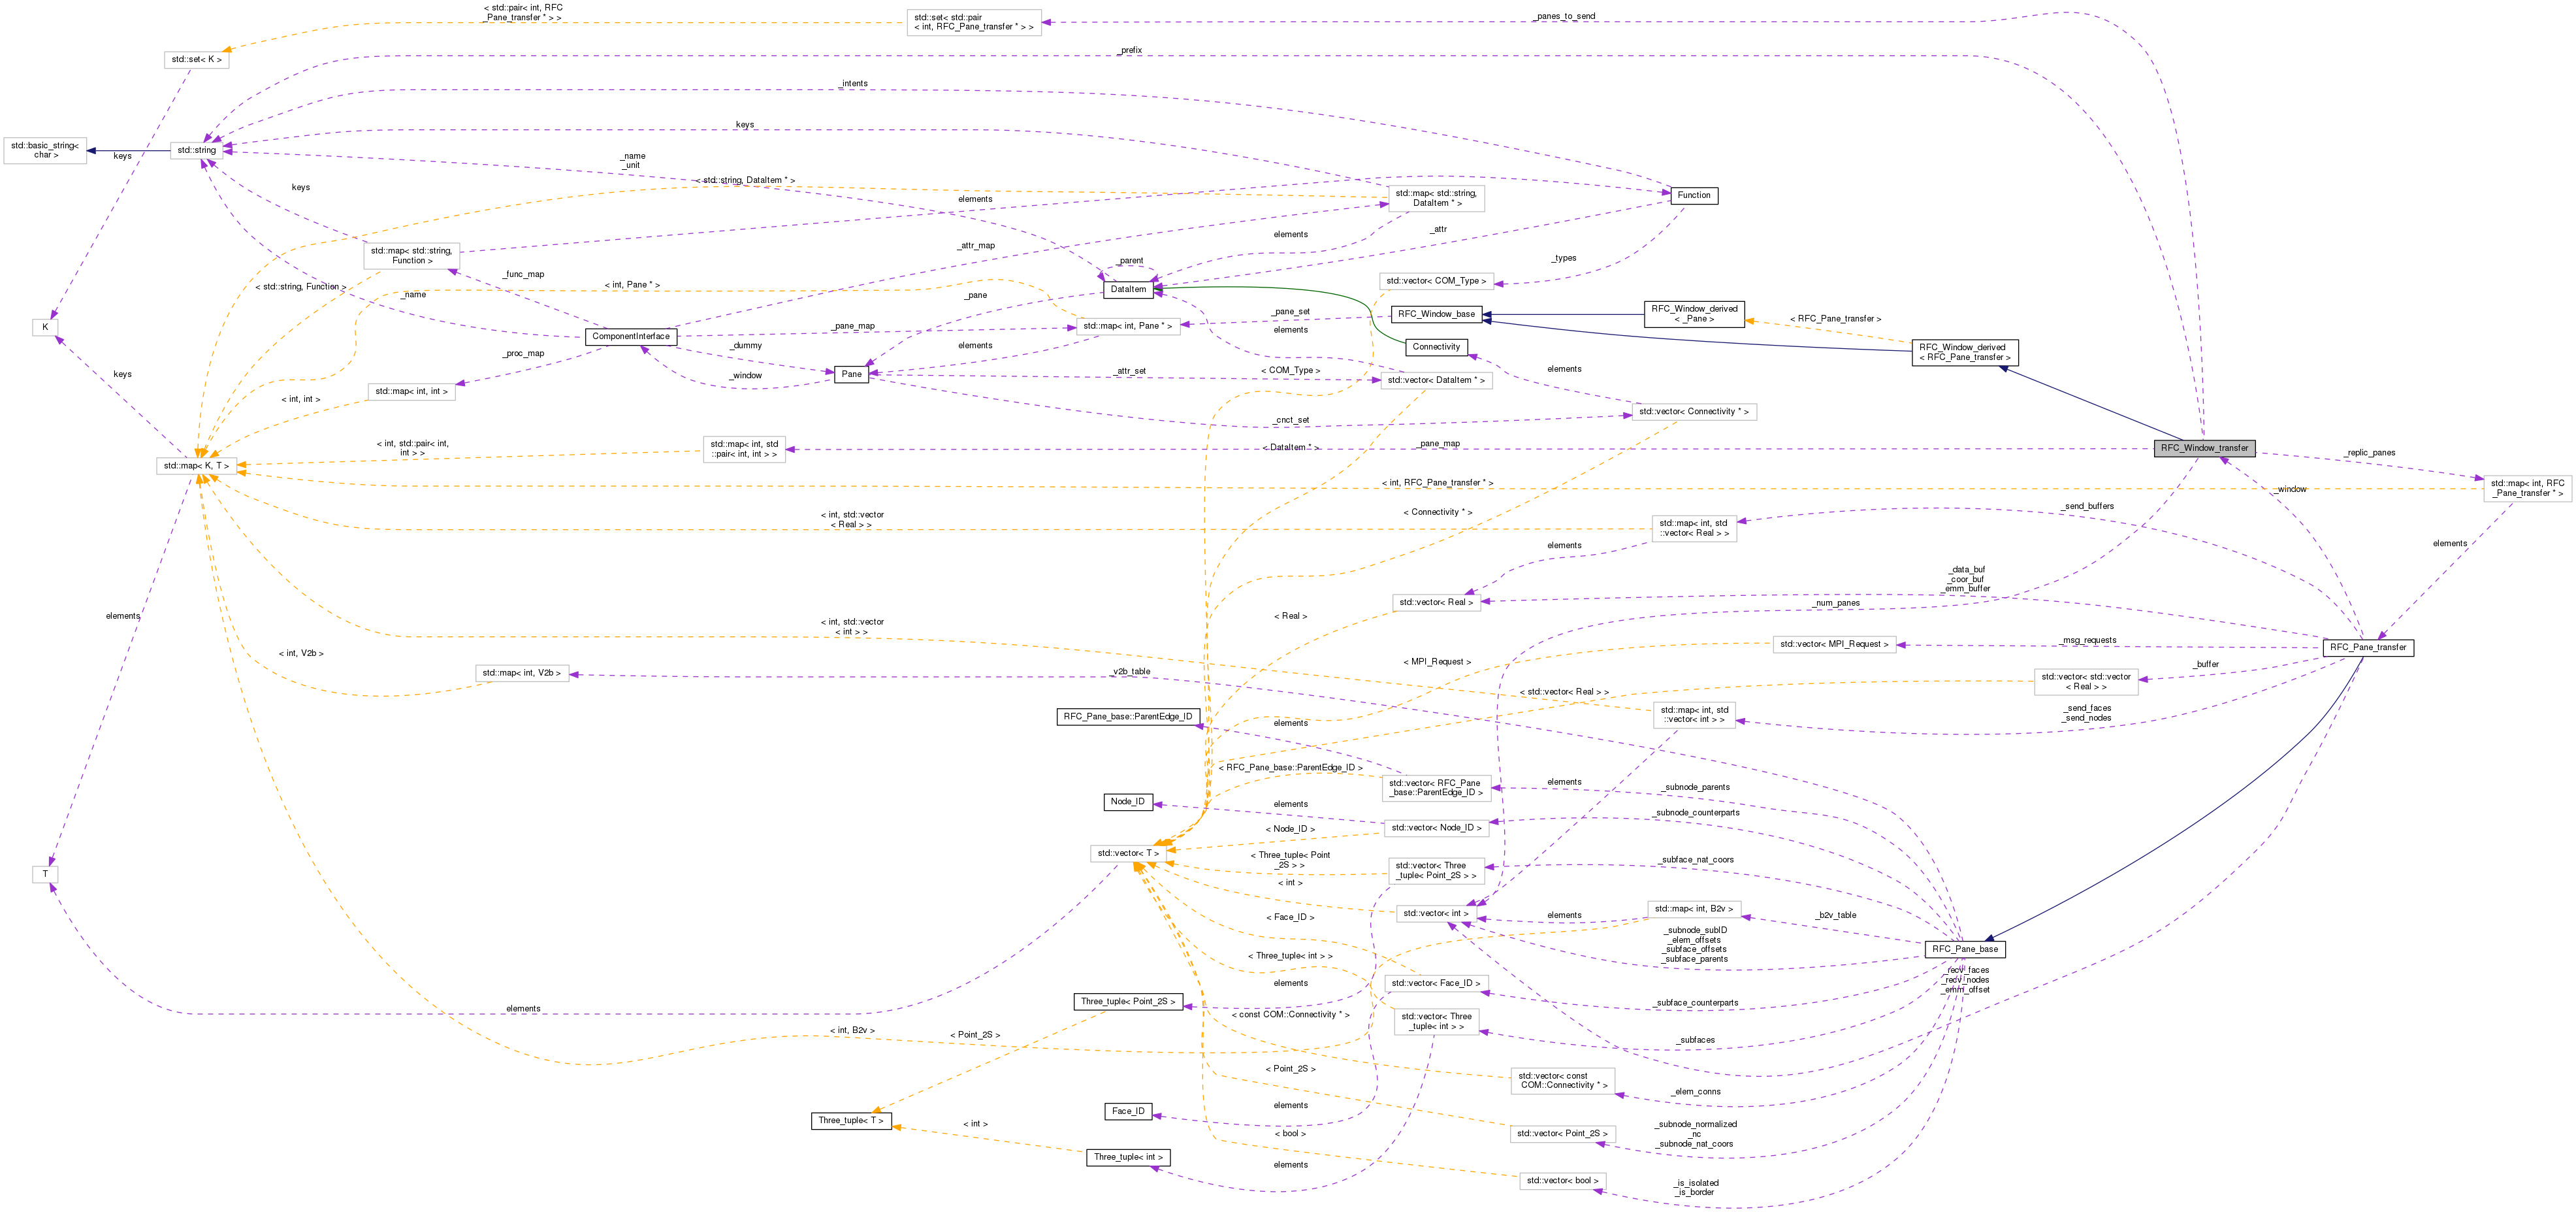 < std::pair< int, RFC
_Pane_transfer * > >
std::set< std::pair
< int, RFC_Pane_transfer * > >
_panes_to_send
std::set< K >
_prefix
_intents
keys
std::basic_string<
char >
std::string
keys
_name
_unit
< std::string, DataItem * >
keys
elements
std::map< std::string,
DataItem * >
Function
elements
_attr
_attr_map
std::map< std::string,
Function >
_func_map
_parent
_types
std::vector< COM_Type >
< std::string, Function >
_name
< int, Pane * >
_pane
DataItem
K
ComponentInterface
_pane_map
std::map< int, Pane * >
_pane_set
RFC_Window_base
RFC_Window_derived
< _Pane >
< RFC_Pane_transfer >
RFC_Window_derived
< RFC_Pane_transfer >
elements
_dummy
elements
Connectivity
_proc_map
_window
Pane
_attr_set
< COM_Type >
std::vector< DataItem * >
elements
keys
std::map< int, int >
< int, int >
_cnct_set
std::vector< Connectivity * >
< int, std::pair< int,
int > >
std::map< int, std
::pair< int, int > >
< DataItem * >
_pane_map
RFC_Window_transfer
_replic_panes
std::map< K, T >
< int, RFC_Pane_transfer * >
_window
std::map< int, RFC
_Pane_transfer * >
< int, std::vector
< Real > >
< Connectivity * >
std::map< int, std
::vector< Real > >
_send_buffers
elements
elements
_data_buf
_coor_buf
_emm_buffer
std::vector< Real >
_num_panes
elements
< Real >
< int, std::vector
< int > >
< int, V2b >
< MPI_Request >
std::vector< MPI_Request >
_msg_requests
RFC_Pane_transfer
std::map< int, V2b >
_v2b_table
_buffer
std::vector< std::vector
< Real > >
< std::vector< Real > >
std::map< int, std
::vector< int > >
_send_faces
_send_nodes
RFC_Pane_base::ParentEdge_ID
elements
< RFC_Pane_base::ParentEdge_ID >
std::vector< RFC_Pane
_base::ParentEdge_ID >
elements
_subnode_parents
Node_ID
elements
_subnode_counterparts
< Node_ID >
std::vector< Node_ID >
std::vector< T >
< Three_tuple< Point
_2S > >
std::vector< Three
_tuple< Point_2S > >
_subface_nat_coors
T
< int >
std::vector< int >
elements
std::map< int, B2v >
_b2v_table
< Face_ID >
_subnode_subID
_elem_offsets
_subface_offsets
_subface_parents
RFC_Pane_base
< Three_tuple< int > >
_recv_faces
_recv_nodes
_emm_offset
elements
std::vector< Face_ID >
elements
Three_tuple< Point_2S >
_subface_counterparts
< const COM::Connectivity * >
std::vector< Three
_tuple< int > >
< int, B2v >
< Point_2S >
_subfaces
< Point_2S >
std::vector< const
COM::Connectivity * >
_elem_conns
elements
Face_ID
Three_tuple< T >
< int >
< bool >
std::vector< Point_2S >
_subnode_normalized
_nc
_subnode_nat_coors
Three_tuple< int >
elements
std::vector< bool >
_is_isolated
_is_border